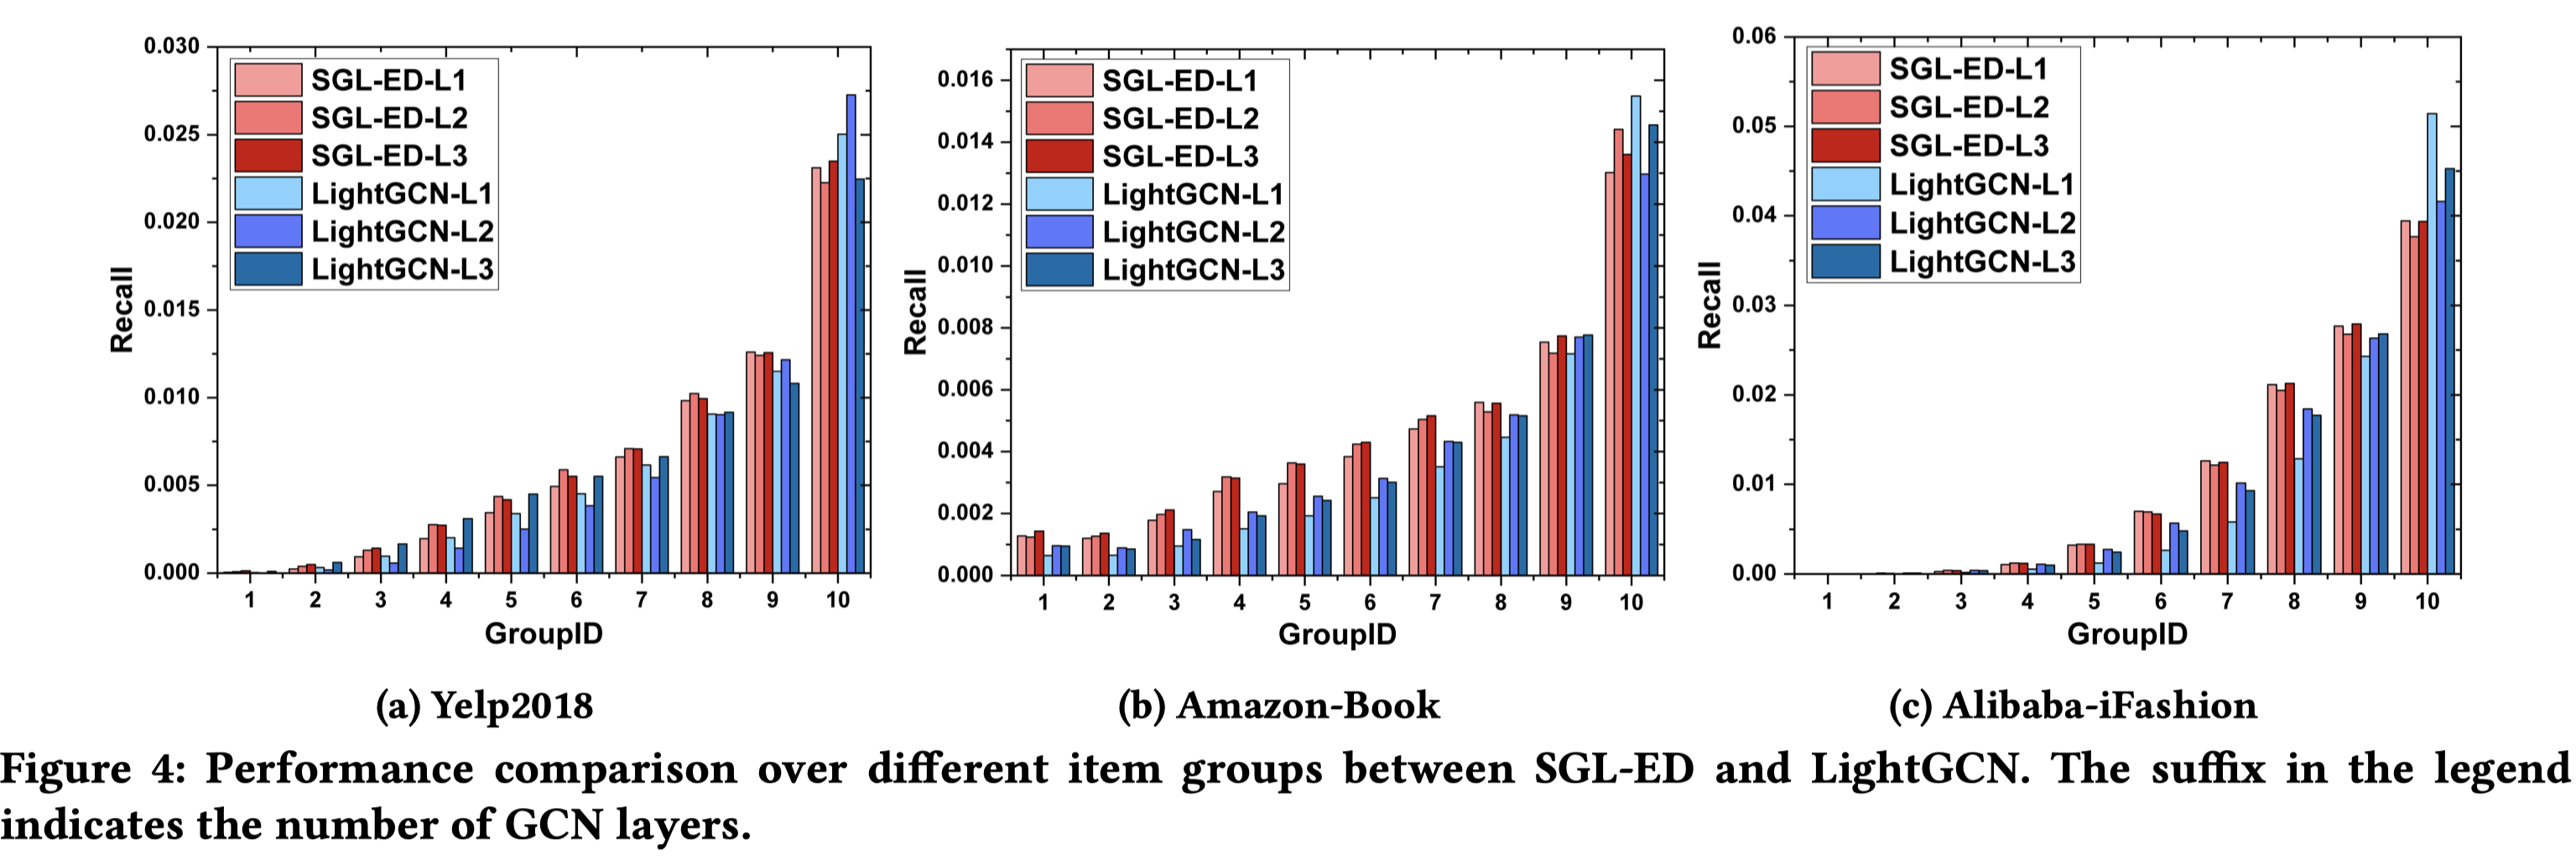 0.030
0.025
0.020
0.015
0.010
0.005
0.000
Recall
SGL-ED-L1
SGL-ED-L2
SGL-ED-L3
LightGCN-L1
LightGCN-L2
LightGCN-L3
1 2 3 4 5 6 7 8 9 10
GroupID
(a) Yelp2018
0.016
0.014
0.012
0.010
0.008
0.006
0.004
0.002
0.000
Recall
SGL-ED-L1
SGL-ED-L2
SGL-ED-L3
LightGCN-L1
LightGCN-L2
LightGCN-L3
1 2 3 4 5 6 7 8 9 10
GroupID
(b) Amazon-Book
0.06
0.05
0.04
0.03
0.02
0.01
0.00
Recall
SGL-ED-L1
SGL-ED-L2
SGL-ED-L3
LightGCN-L1
LightGCN-L2
LightGCN-L3
1 2 3 4 5 6 7 8 9 10
GroupID
(c) Alibaba-iFashion
Figure 4: Performance comparison over different item groups between SGL-ED and LightGCN. The suffix in the legend
indicates the number of GCN layers.